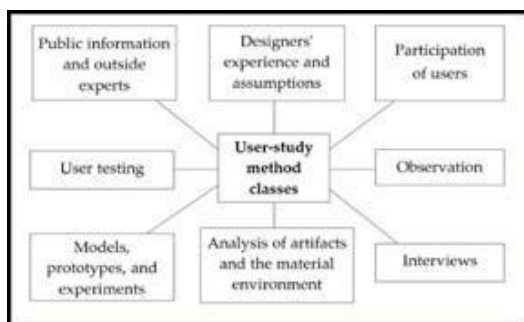 Public information
and outside
experts
Designers'
experience and
assumptions
Participation
of users
User testing
User-study
method
classes
Observation
Models,
prototypes, and
experiments
Analysis of artifacts
and the material
environment
Interviews